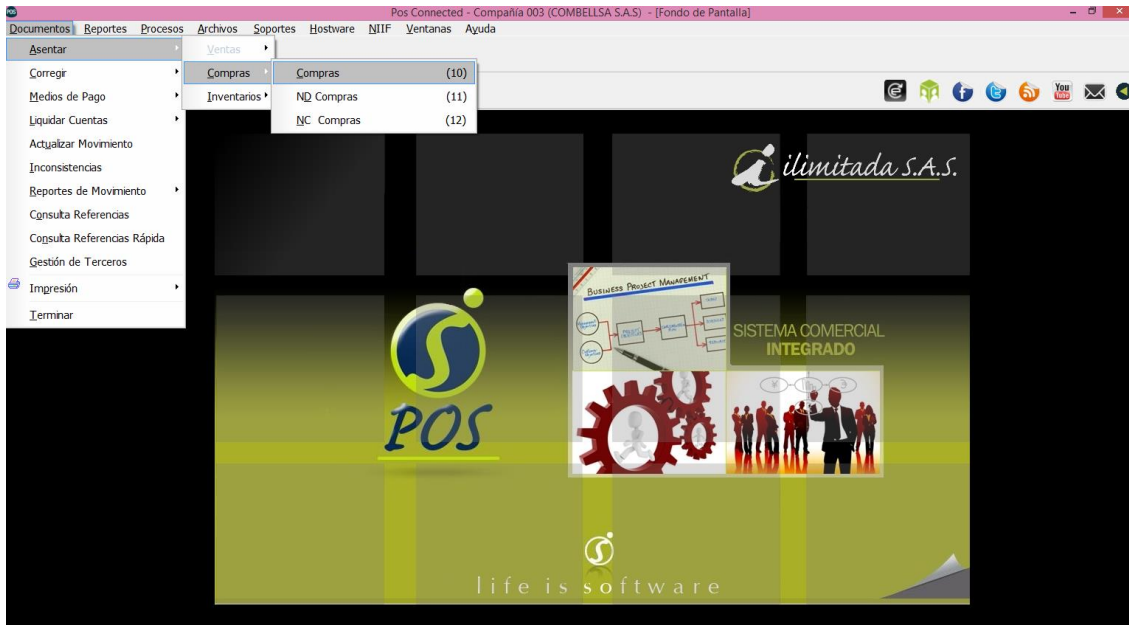 POS
Pos Connected - Compañía 003 (COMBELLSA S.A.S) - [Fondo de Pantalla]
Documentos Reportes Procesos Archivos Soportes Hostware NIIF Ventanas Ayuda
Asentar
Corregir
Medios de Pago
Liquidar Cuentas
Actualizar Movimiento
Inconsistencias
Reportes de Movimiento
Consulta Referencias
Consulta Referencias Rápida
Gestión de Terceros
Impresión
Terminar
Ventas
Compras
Inventarios
Compras (10)
ND Compras (11)
NC Compras (12)
You Tube
ilimitada S.A.S.
BUSINESS PROJECT MANAGEMENT
SISTEMA COMERCIAL
INTEGRADO
POS
life is software